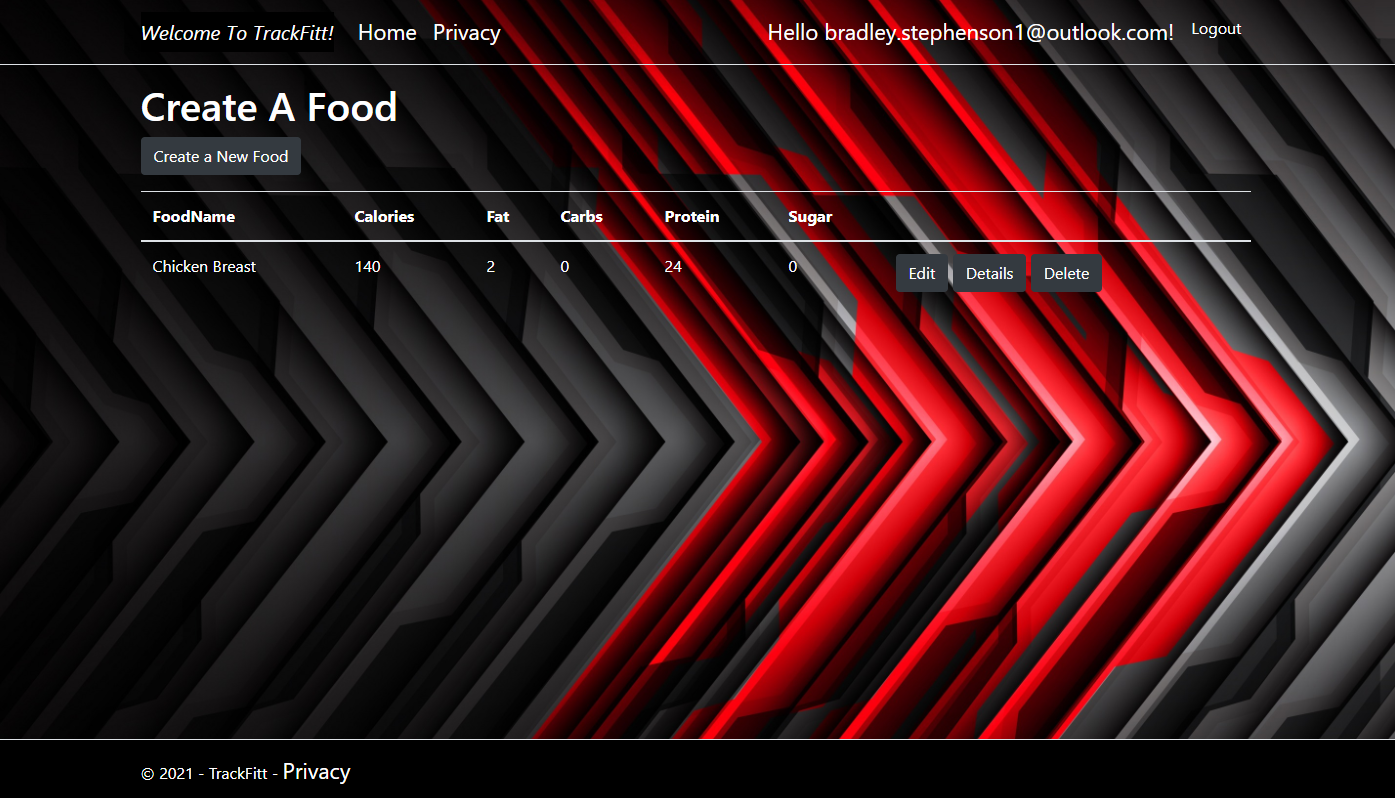 Welcome To TrackFitt! Home Privacy Hello bradley.stephenson1@outlook.com! Logout
Create A Food
Create a New Food
FoodName Calories Fat Carbs Protein Sugar
Chicken Breast 140 2 0 24 0 Edit Details Delete
© 2021 - TrackFitt - Privacy